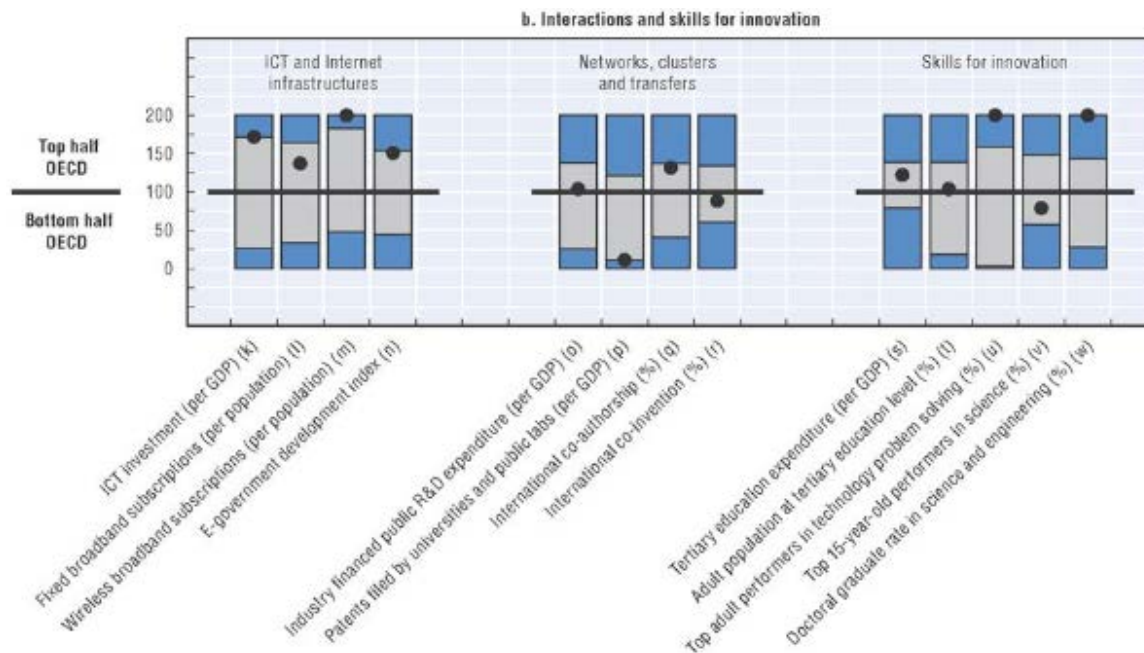 b. Interactions and skills for innovation
ICT and Internet
infrastructures
Networks, clusters
and transfers
Skills for innovation
200
150
100
50
0
Top half
OECD
Bottom half
OECD
ICT investment (per GDP) (k)
Fixed broadband subscriptions (per population) (l)
Wireless broadband subscriptions (per population) (m)
E-government development index (n)
Industry financed public R&D expenditure (per GDP) (o)
Patents filed by universities and public labs (per GDP) (p)
International co-authorship (%) (q)
International co-invention (%) (r)
Tertiary education expenditure (per GDP) (s)
Adult population at tertiary education level (%) (t)
Top adult performers in technology problem solving (%) (u)
Top 15-year-old performers in science (%) (v)
Doctoral graduate rate in science and engineering (%) (w)